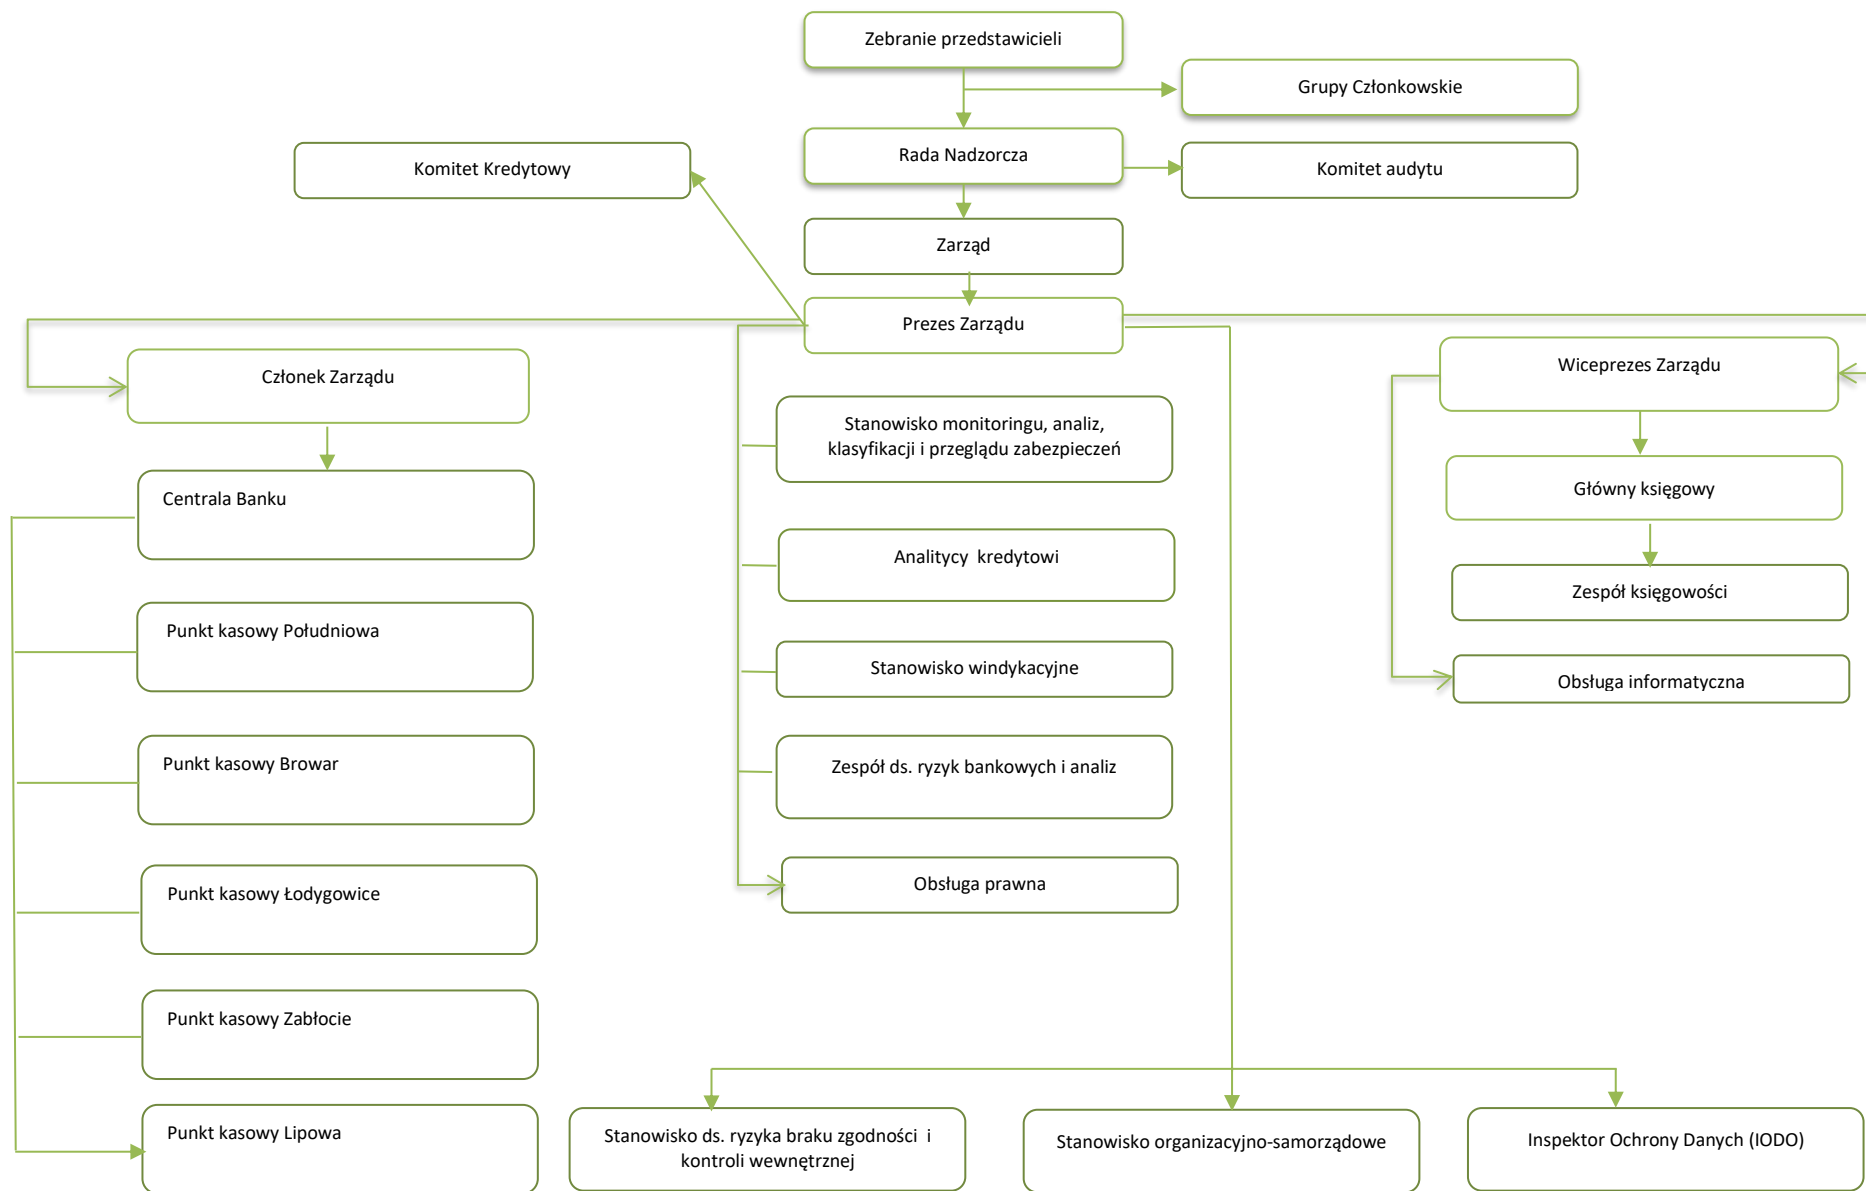 Zebranie przedstawicieli
Grupy Członkowskie
Rada Nadzorcza
Komitet Kredytowy
Komitet audytu
Zarząd
Prezes Zarządu
Członek Zarządu
Wiceprezes Zarządu
Stanowisko monitoringu, analiz,
klasyfikacji i przeglądu zabezpieczeń
Centrala Banku
Główny księgowy
Analitycy kredytowi
Zespół księgowości
Punkt kasowy Południowa
Stanowisko windykacyjne
Obsługa informatyczna
Punkt kasowy Browar
Zespół ds. ryzyk bankowych i analiz
Punkt kasowy Łodygowice
Obsługa prawna
Punkt kasowy Zabłocie
Punkt kasowy Lipowa
Stanowisko ds. ryzyka braku zgodności i
kontroli wewnętrznej
Stanowisko organizacyjno-samorządowe
Inspektor Ochrony Danych (IODO)